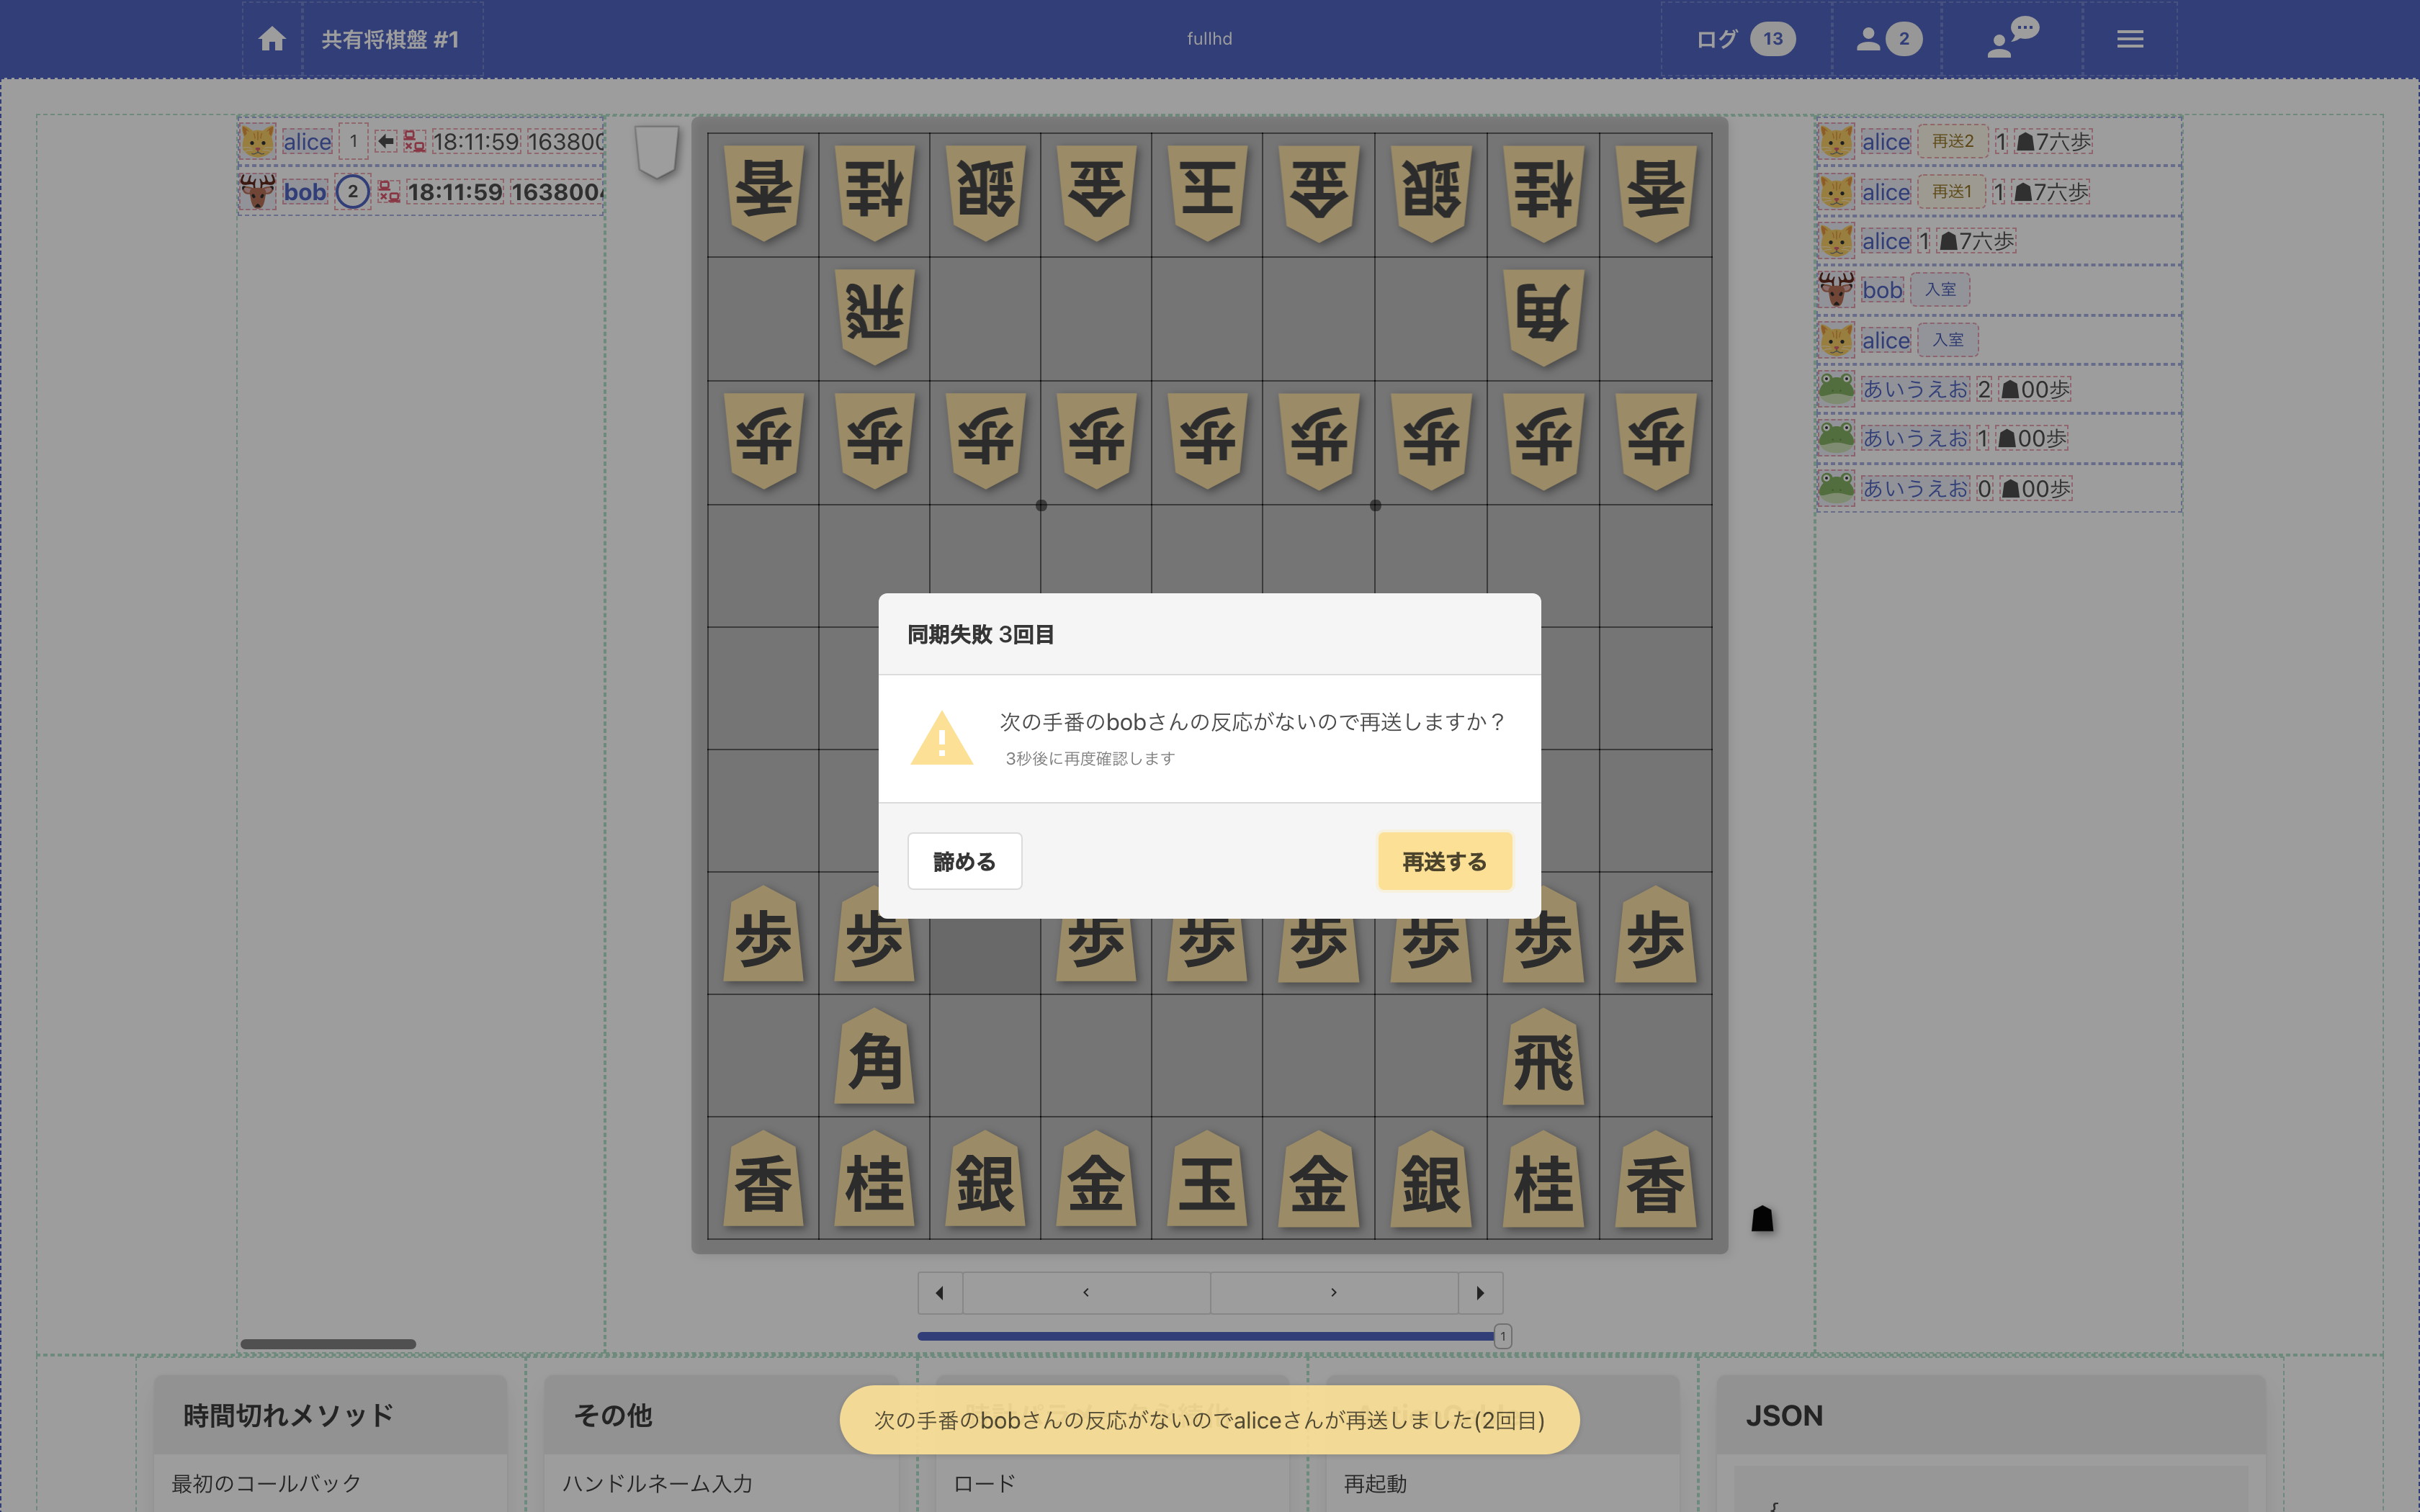 共有将棋盤 #1
fullhd
ログ 13
2
alice 1 18:11:59 163800
bob 2 18:11:59 163800
alice 再送2 1 ☗7六歩
alice 再送1 1 ☗7六歩
alice 1 ☗7六歩
bob 入室
alice 入室
あいうえお 2 ☗00歩
あいうえお 1 ☗00歩
あいうえお 0 ☗00歩
香 桂 銀 金 玉 金 銀 桂 香
飛 角
歩 歩 歩 歩 歩 歩 歩 歩 歩
同期失敗 3回目
次の手番のbobさんの反応がないので再送しますか？
3秒後に再度確認します
諦める
再送する
歩 歩 歩 歩 歩 歩 歩 歩
角 飛
香 桂 銀 金 玉 金 銀 桂 香
1
次の手番のbobさんの反応がないのでaliceさんが再送しました(2回目)
時間切れメソッド
その他
JSON
最初のコールバック
ハンドルネーム入力
ロード
再起動
{